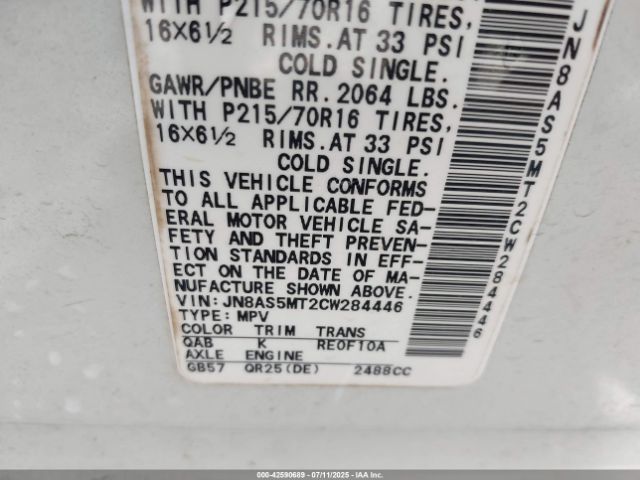 WITH P215/70R16 TIRES,
16X6½ RIMS.AT 33 PSI
COLD SINGLE.
GAWR/PNBE RR.2064 LBS.
WITH P215/70R16 TIRES,
16X6½ RIMS.AT 33 PSI
COLD SINGLE.
THIS VEHICLE CONFORMS
TO ALL APPLICABLE FED-
ERAL MOTOR VEHICLE SA-
FETY AND THEFT PREVEN-
TION STANDARDS IN EFF-
ECT ON THE DATE OF MA-
NUFACTURE SHOWN ABOVE.
VIN: JN8AS5MT2CW284446
TYPE: MPV
COLOR TRIM TRANS
QAB K RE0F10A
AXLE ENGINE
GB57 QR25(DE) 2488CC
JN8AS5MT2CW284446
000-42590689 - 07/11/2025 - IAAI.COM